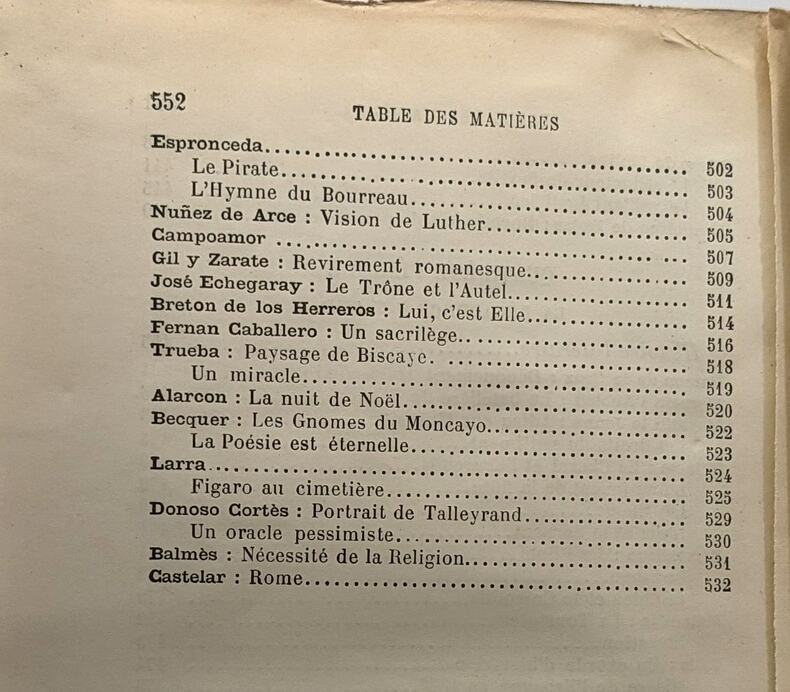 552
TABLE DES MATIÈRES
Espronceda........................................ 502
Le Pirate........................................ 503
L'Hymne du Bourreau........................... 504
Nuñez de Arce : Vision de Luther.................... 505
Campoamor ....................................... 507
Gil y Zarate : Revirement romanesque................ 509
José Echegaray : Le Trône et l'Autel.................. 511
Breton de los Herreros : Lui, c'est Elle................ 514
Fernan Caballero : Un sacrilège....................... 516
Trueba : Paysage de Biscaye. ........................ 518
Un miracle...................................... 519
Alarcon : La nuit de Noël............................ 520
Becquer : Les Gnomes du Moncayo.................... 522
La Poésie est éternelle........................... 523
Larra............................................. 524
Figaro au cimetière.............................. 525
Donoso Cortès : Portrait de Talleyrand................ 529
Un oracle pessimiste............................. 530
Balmès : Nécessité de la Religion...................... 531
Castelar : Rome..................................... 532